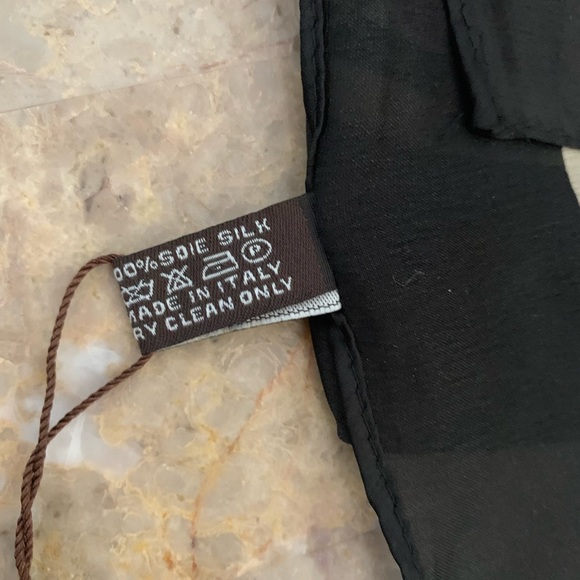 00%SOIE SILK
P
MADE IN ITALY
RY CLEAN ONLY